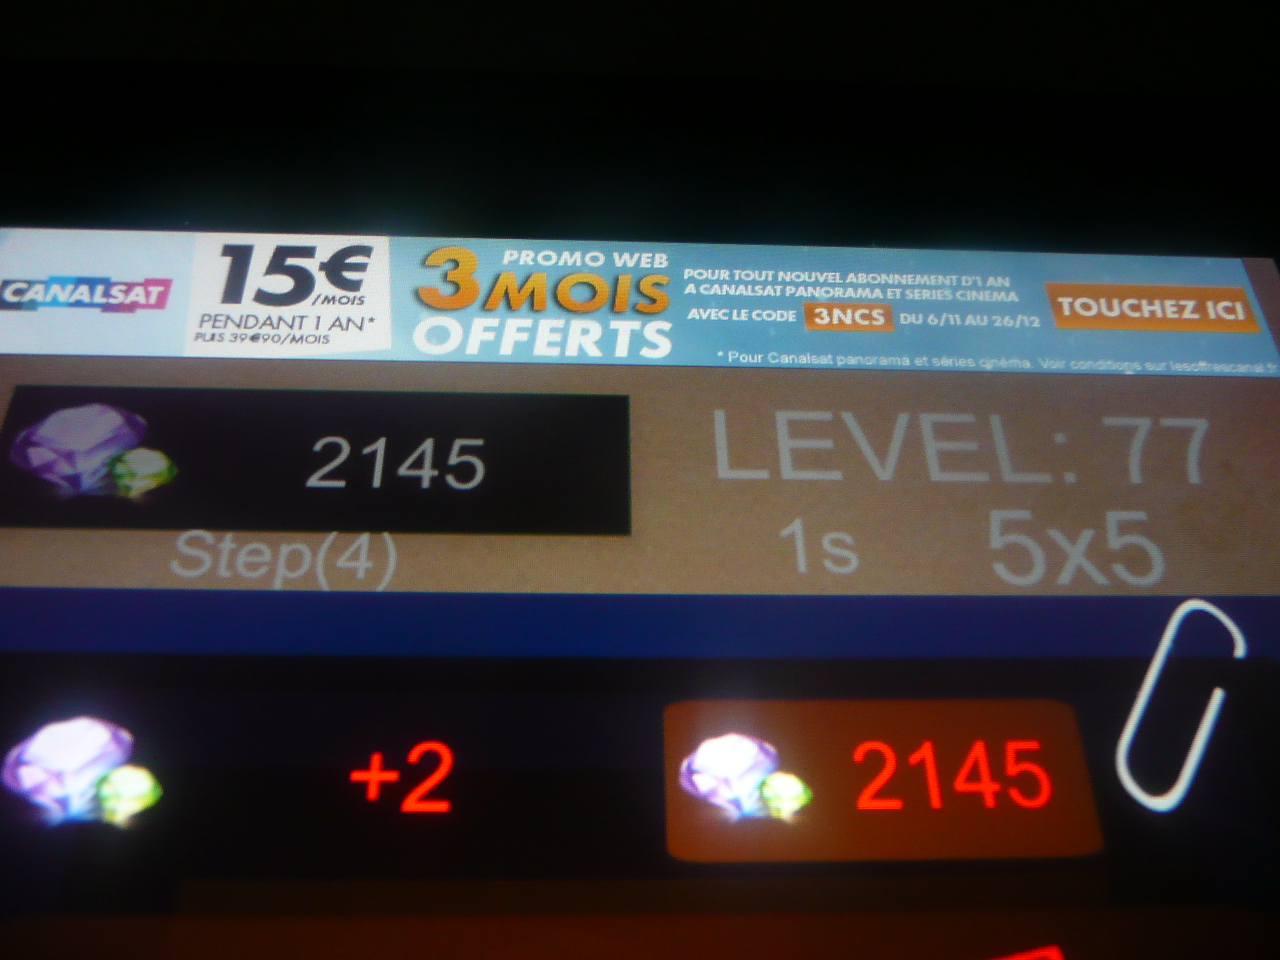 CANALSAT
15€
/MOIS
PENDANT 1 AN*
PUIS 39€90/MOIS
PROMO WEB
3 MOIS
OFFERTS
POUR TOUT NOUVEL ABONNEMENT D'1 AN
A CANALSAT PANORAMA ET SERIES CINEMA
AVEC LE CODE 3NCS DU 6/11 AU 26/12
TOUCHEZ ICI
* Pour Canalsat panorama et séries cinéma. Voir conditions sur lesoffrescanal.fr
2145
LEVEL: 77
Step(4)
1s 5x5
+2
2145